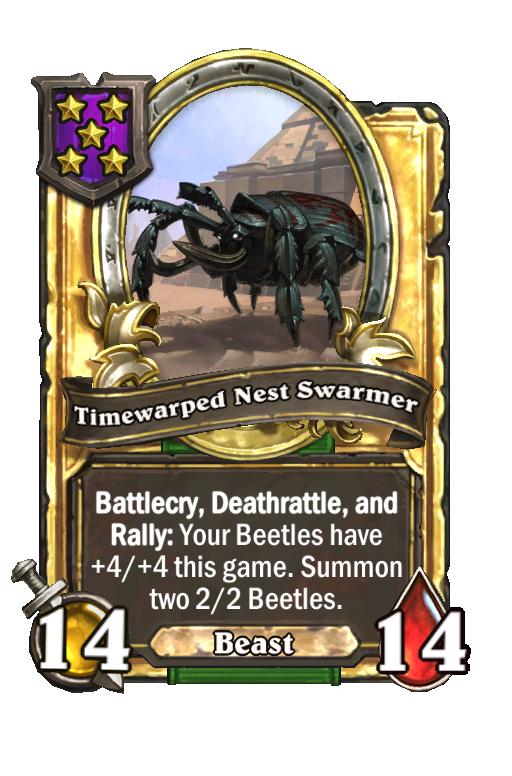 Timewarped Nest Swarmer
Battlecry, Deathrattle, and
Rally: Your Beetles have
+4/+4 this game. Summon
two 2/2 Beetles.
14
Beast
14